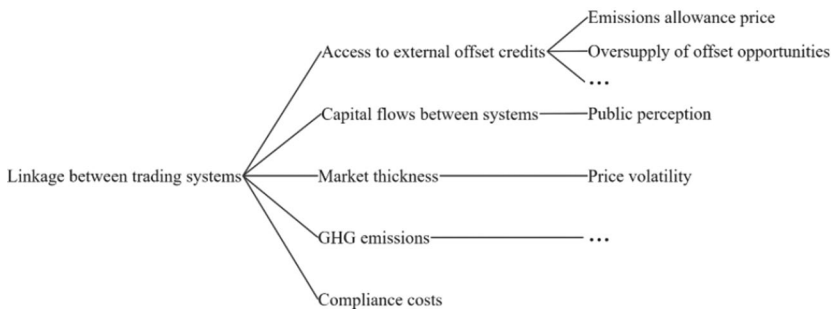 Emissions allowance price
Access to external offset credits
Oversupply of offset opportunities
...
Capital flows between systems
Public perception
Linkage between trading systems
Market thickness
Price volatility
GHG emissions
...
Compliance costs